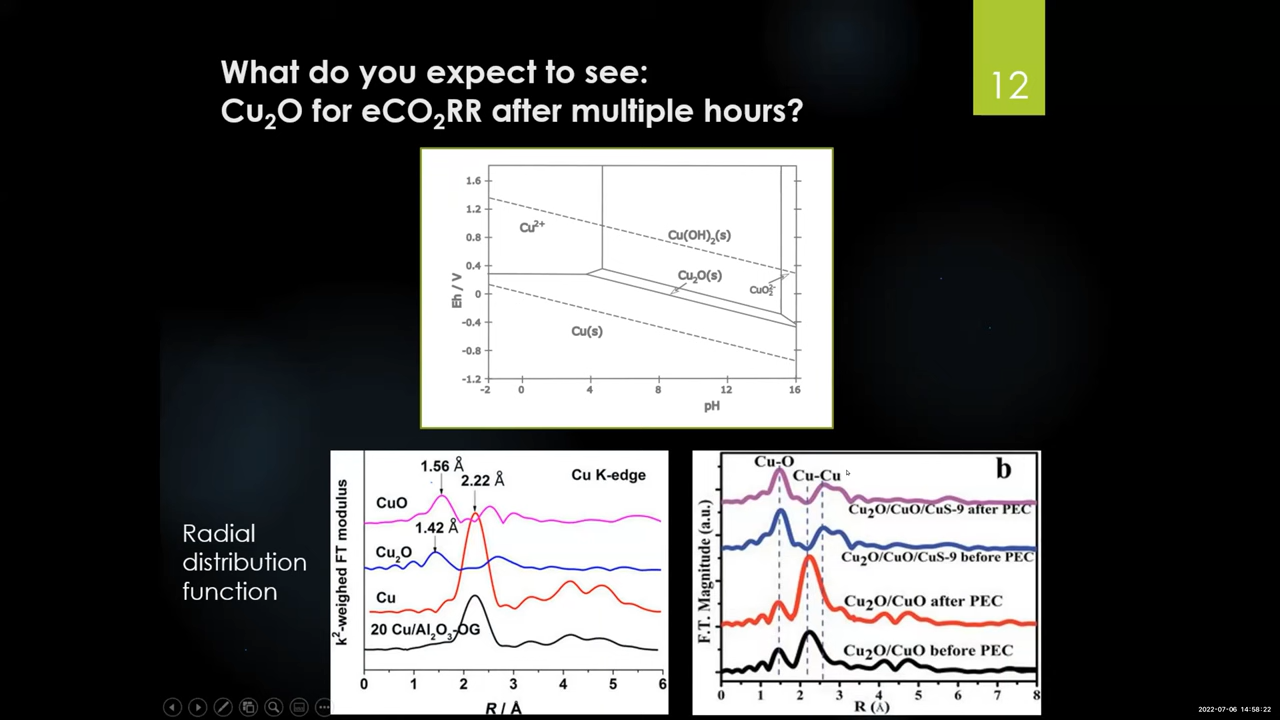 What do you expect to see:
Cu2O for eCO2RR after multiple hours?
12
1.6
1.2
0.8
0.4
0
-0.4
-0.8
-1.2
Eh / V
Cu2+
Cu(OH)2(s)
Cu2O(s)
CuO22-
Cu(s)
-2 0 4 8 12 16
pH
Radial
distribution
function
k2-weighed FT modulus
1.56 Å
2.22 Å
Cu K-edge
CuO
1.42 Å
Cu2O
Cu
20 Cu/Al2O3-OG
0 1 2 3 4 5 6
R / Å
F.T. Magnitude (a.u.)
Cu-O
Cu-Cu
b
Cu2O/CuO/CuS-9 after PEC
Cu2O/CuO/CuS-9 before PEC
Cu2O/CuO after PEC
Cu2O/CuO before PEC
0 1 2 3 4 5 6 7 8
R (Å)
2022-07-06 14:58:22